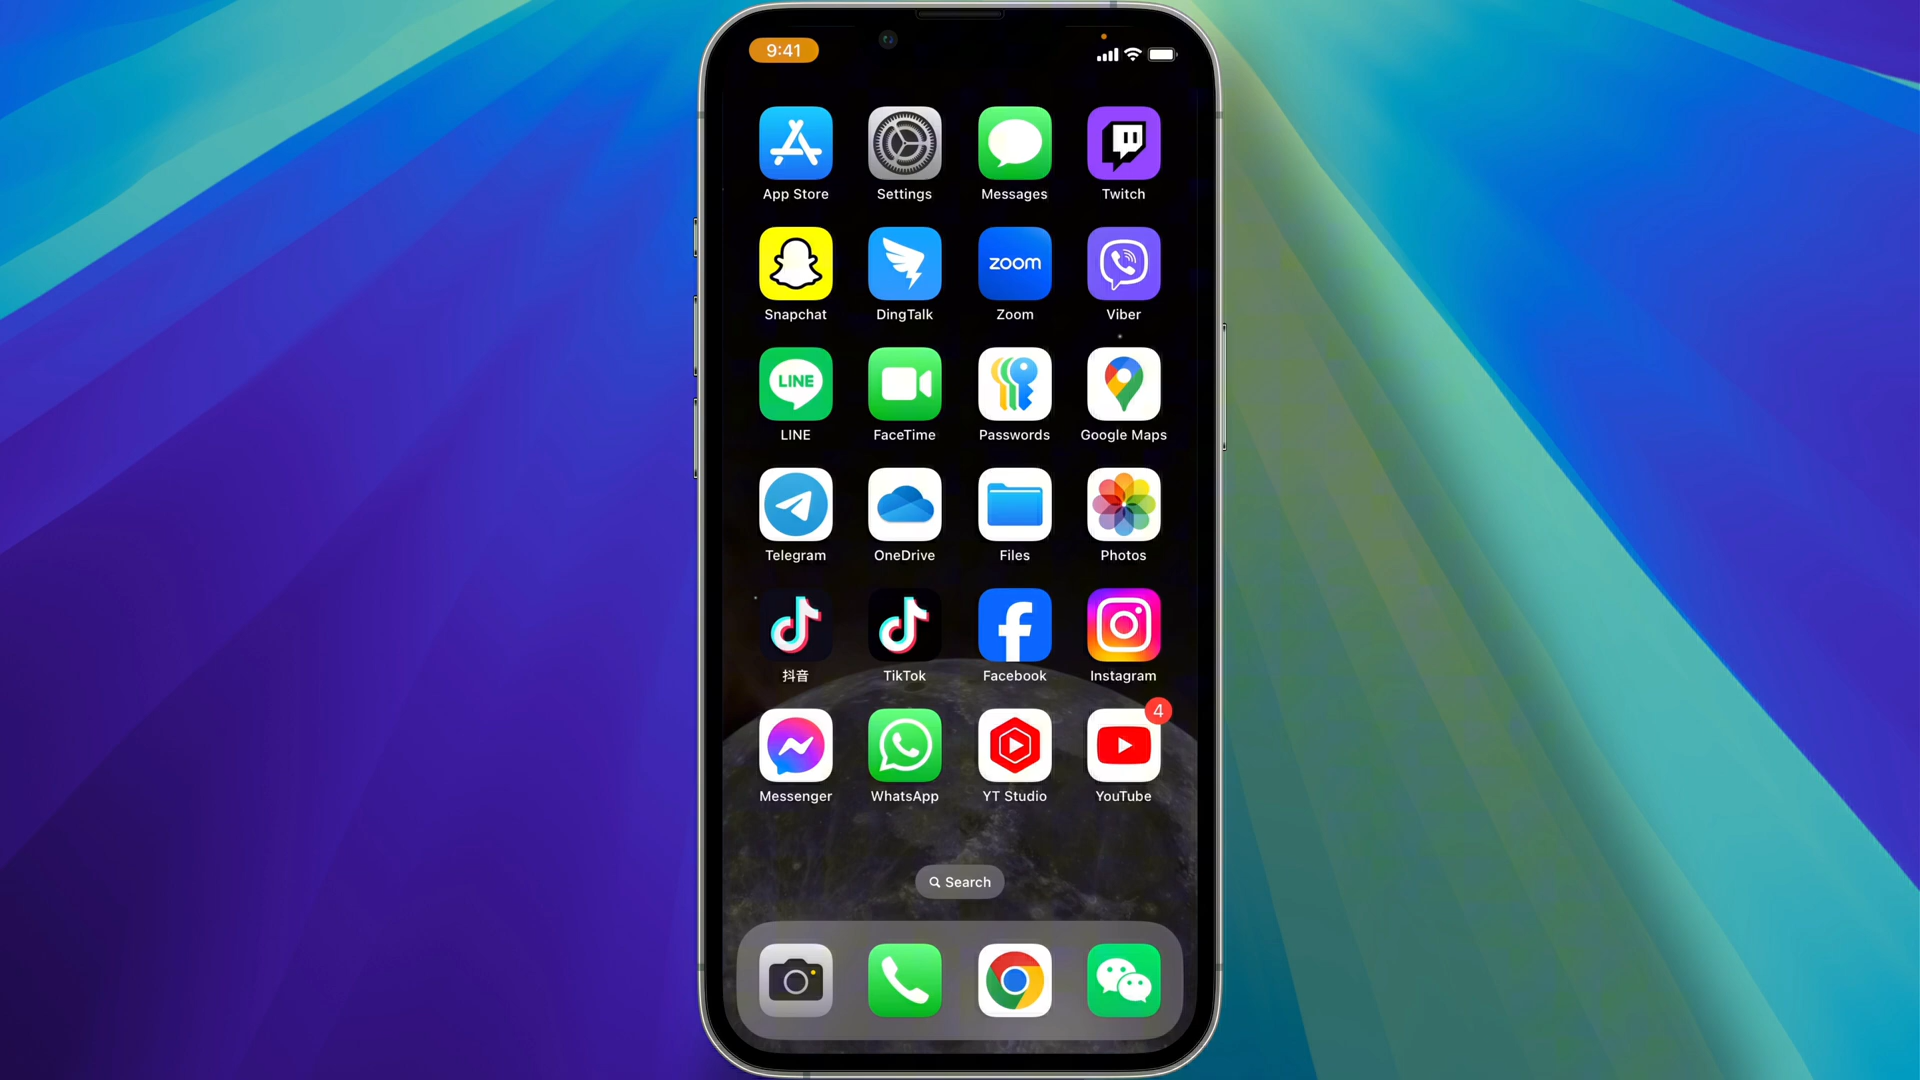 9:41
App Store Settings Messages Twitch
zoom
Snapchat DingTalk Zoom Viber
LINE
LINE FaceTime Passwords Google Maps
Telegram OneDrive Files Photos
抖音 TikTok Facebook Instagram
4
Messenger WhatsApp YT Studio YouTube
Search